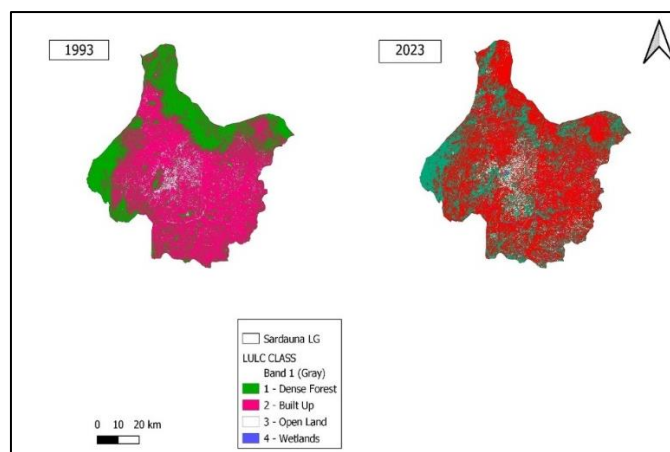 1993
2023
Sardauna LG
LULC CLASS
Band 1 (Gray)
1 - Dense Forest
2 - Built Up
3 - Open Land
4 - Wetlands
0 10 20 km